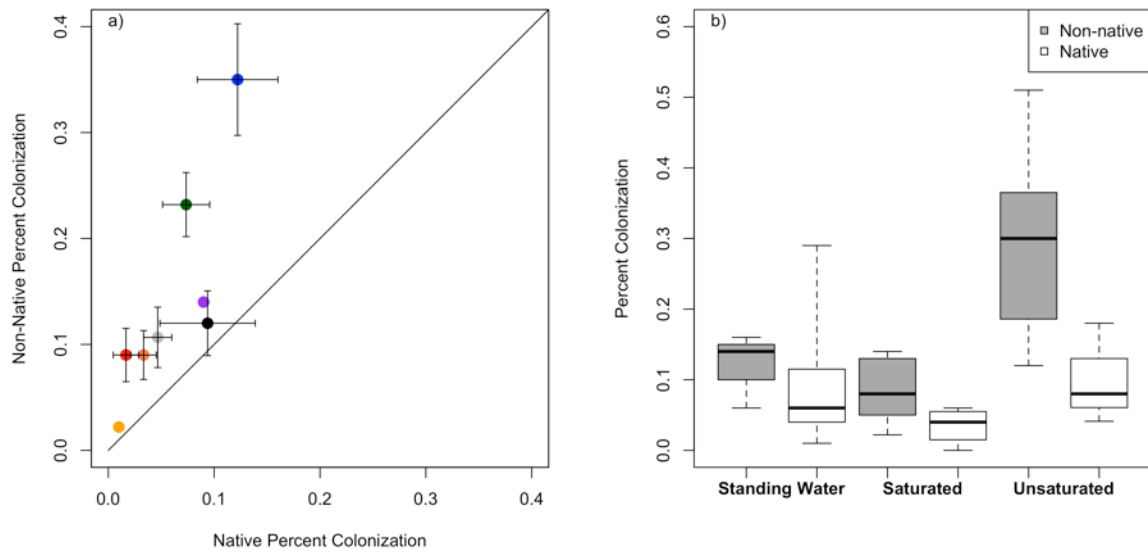 a)
0.4
0.3
0.2
0.1
0.0
Non-Native Percent Colonization
0.0 0.1 0.2 0.3 0.4
Native Percent Colonization
b)
Non-native
Native
0.6
0.5
0.4
0.3
0.2
0.1
0.0
Percent Colonization
Standing Water Saturated Unsaturated